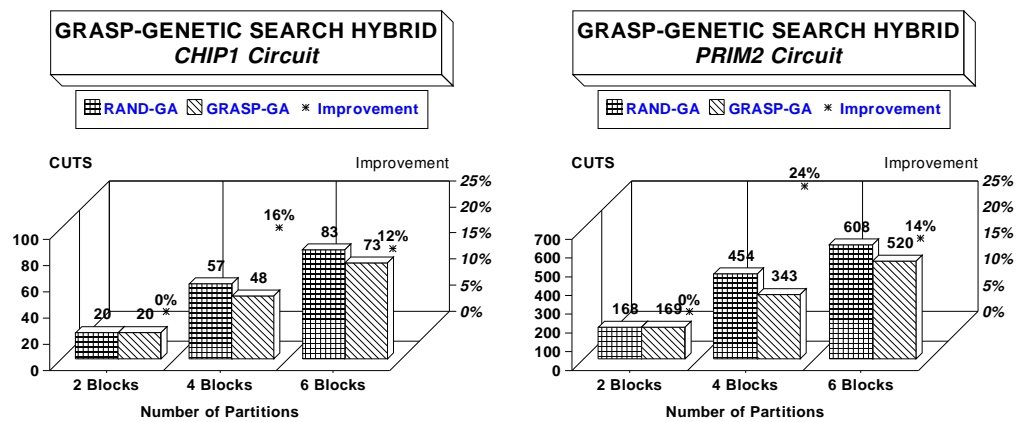 GRASP-GENETIC SEARCH HYBRID
CHIP1 Circuit
RAND-GA GRASP-GA Improvement
CUTS Improvement
25%
20%
15%
10%
5%
0%
100
80
60
40
20
0
20 20 0%
57 48 16%
83 73 12%
2 Blocks 4 Blocks 6 Blocks
Number of Partitions
GRASP-GENETIC SEARCH HYBRID
PRIM2 Circuit
RAND-GA GRASP-GA Improvement
CUTS Improvement
25%
20%
15%
10%
5%
0%
700
600
500
400
300
200
100
0
168 169 0%
454 343 24%
608 520 14%
2 Blocks 4 Blocks 6 Blocks
Number of Partitions